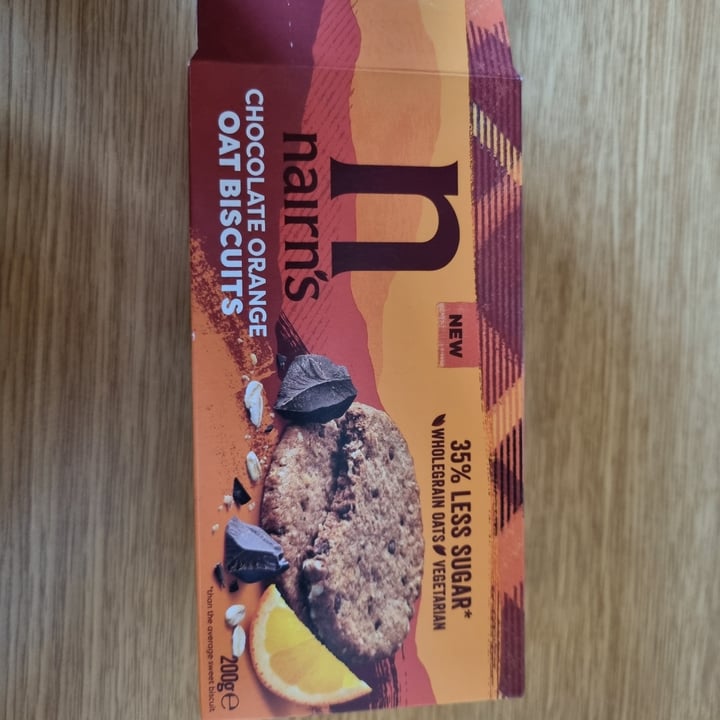 n
nairn's
CHOCOLATE ORANGE
OAT BISCUITS
NEW
35% LESS SUGAR*
WHOLEGRAIN OATS VEGETARIAN
*than the average sweet biscuit
200g e